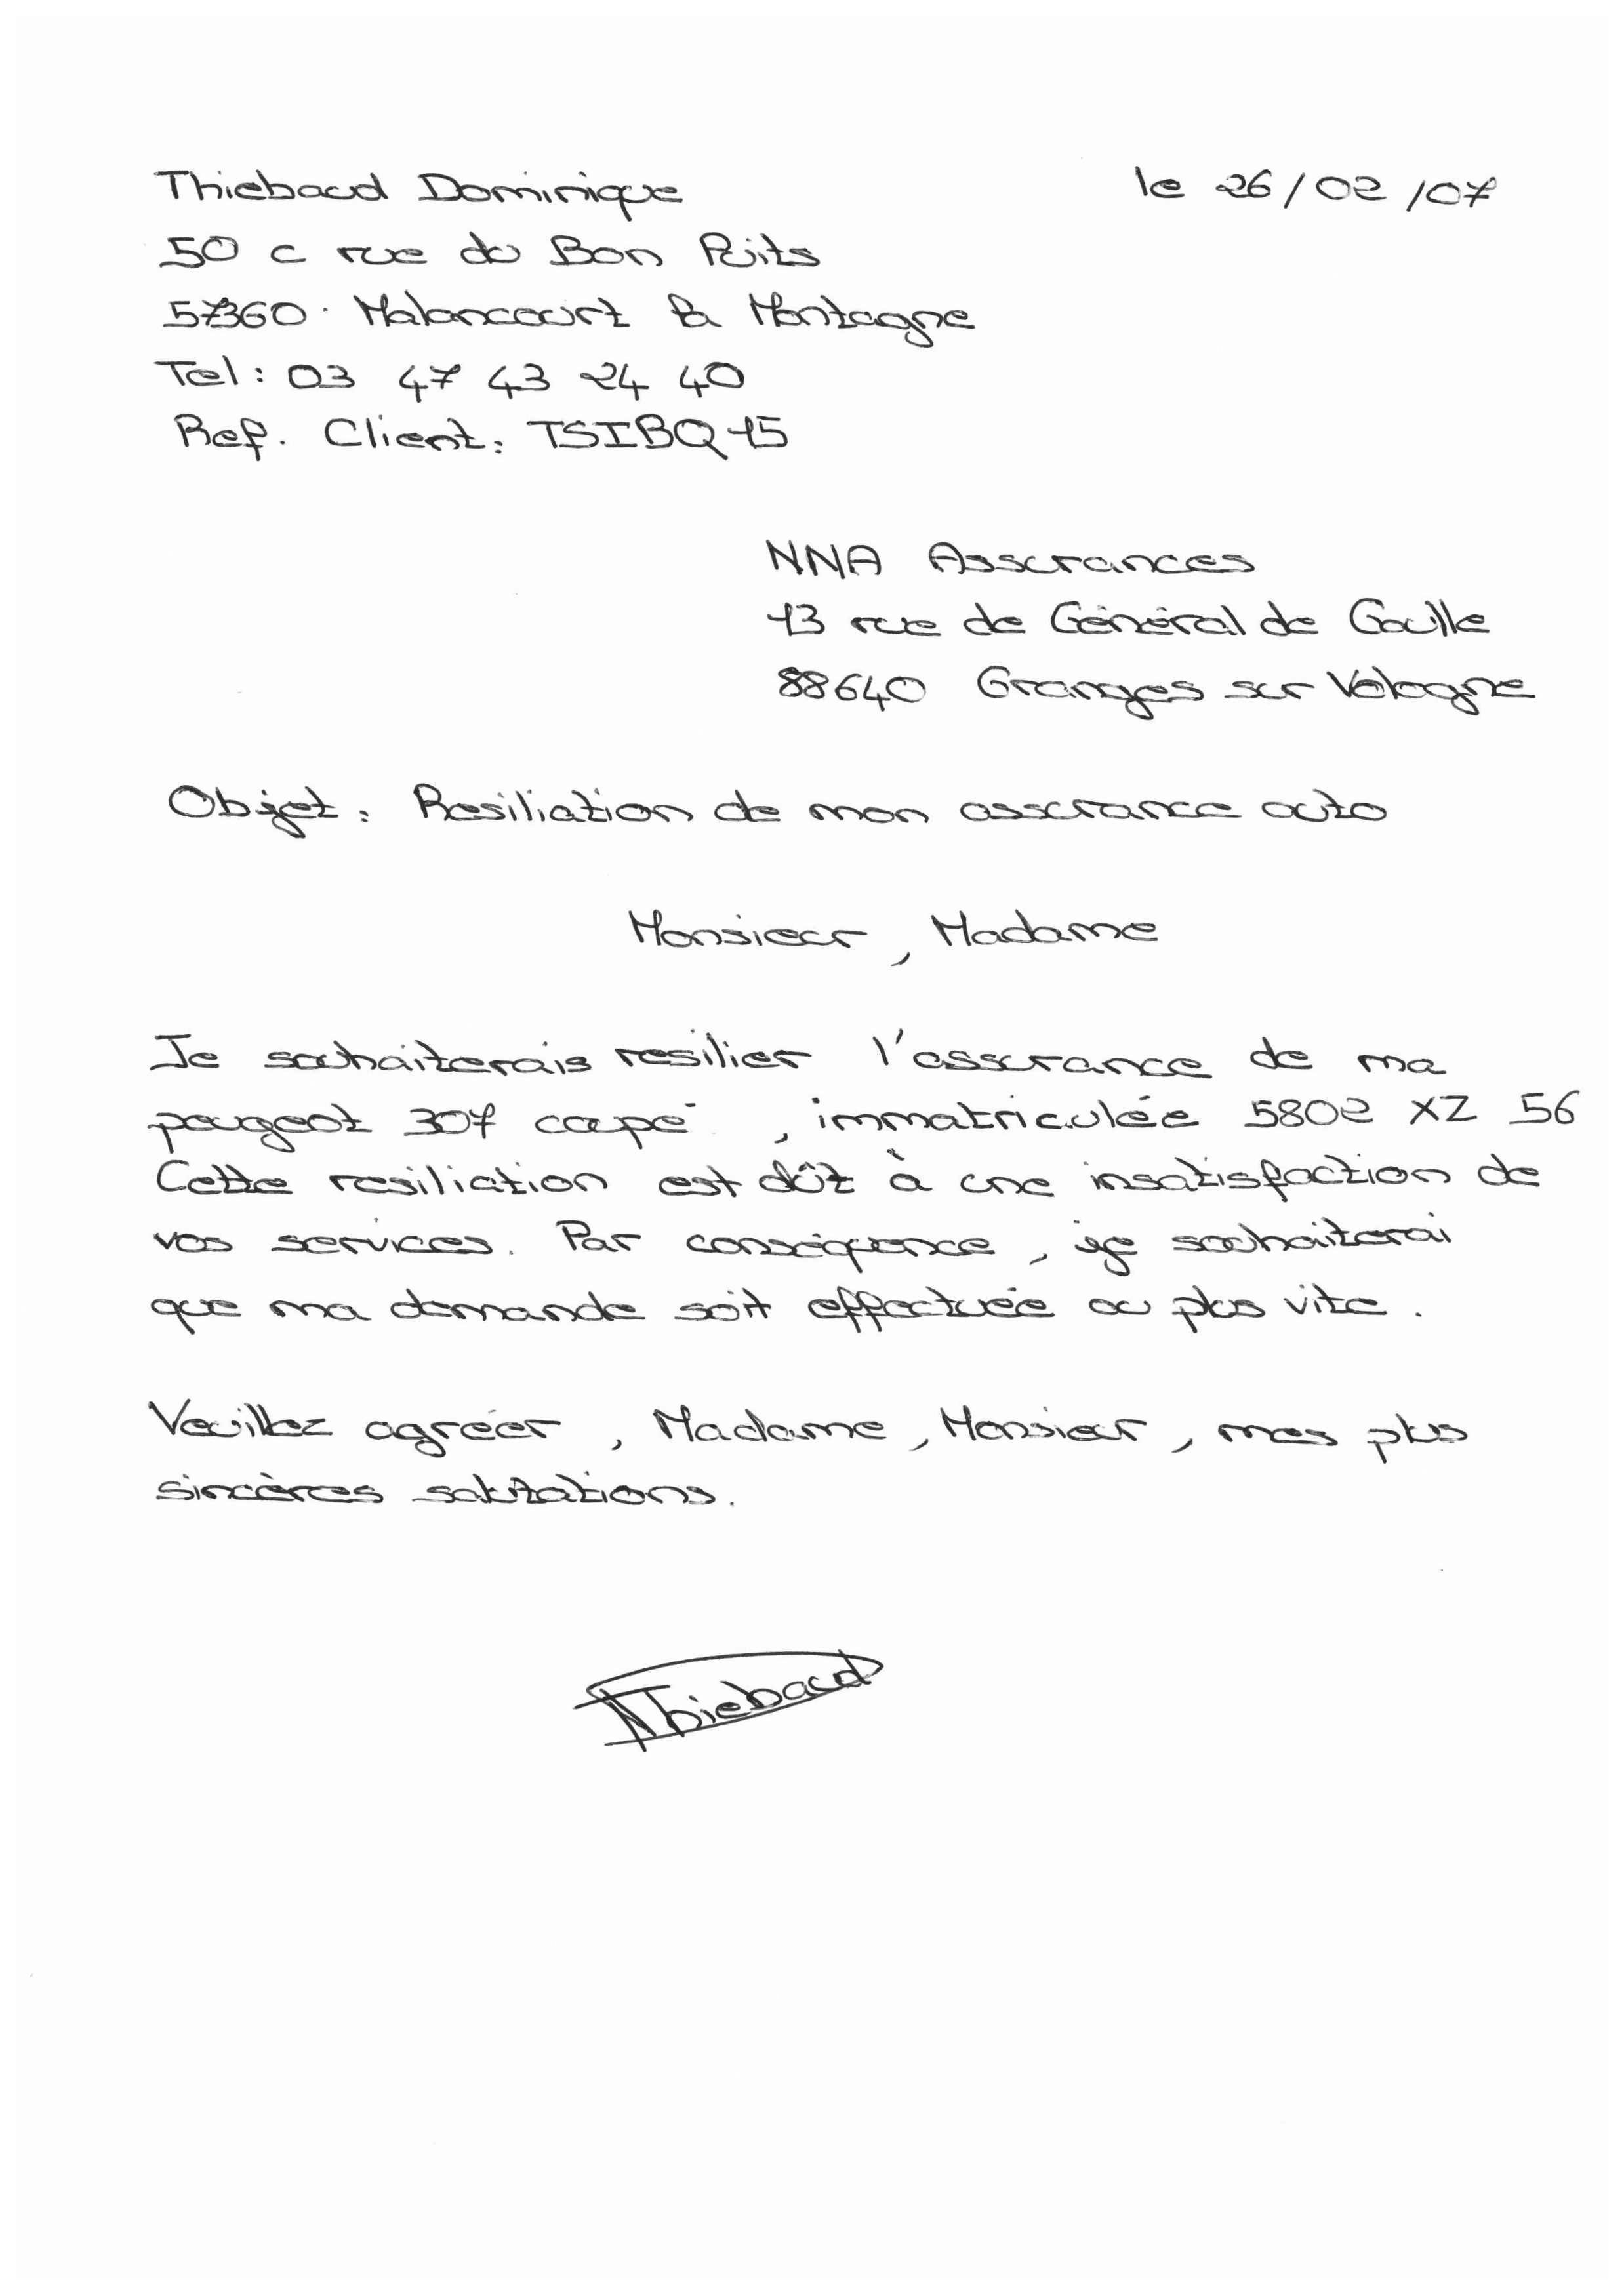 Thiebaud Dominique
le 26/02/07
50 c rue du Bon Puits
57360 Malancourt la Montagne
Tel : 03 47 43 24 40
Ref. Client : TSIBQ15
NNA Assurances
13 rue de Général de Gaulle
88640 Granges sur Vologne
Objet : Resiliation de mon assurance auto
Monsieur, Madame
Je souhaiterais resilier l'assurance de ma
peugeot 307 coupé, immatriculée 5802 XZ 56
Cette resiliation est dût à une insatisfaction de
vos services. Par conséquence, je souhaiterai
que ma demande soit effectuée au plus vite.
Veuillez agréer, Madame, Monsieur, mes plus
sincères salutations.
Thiebaud